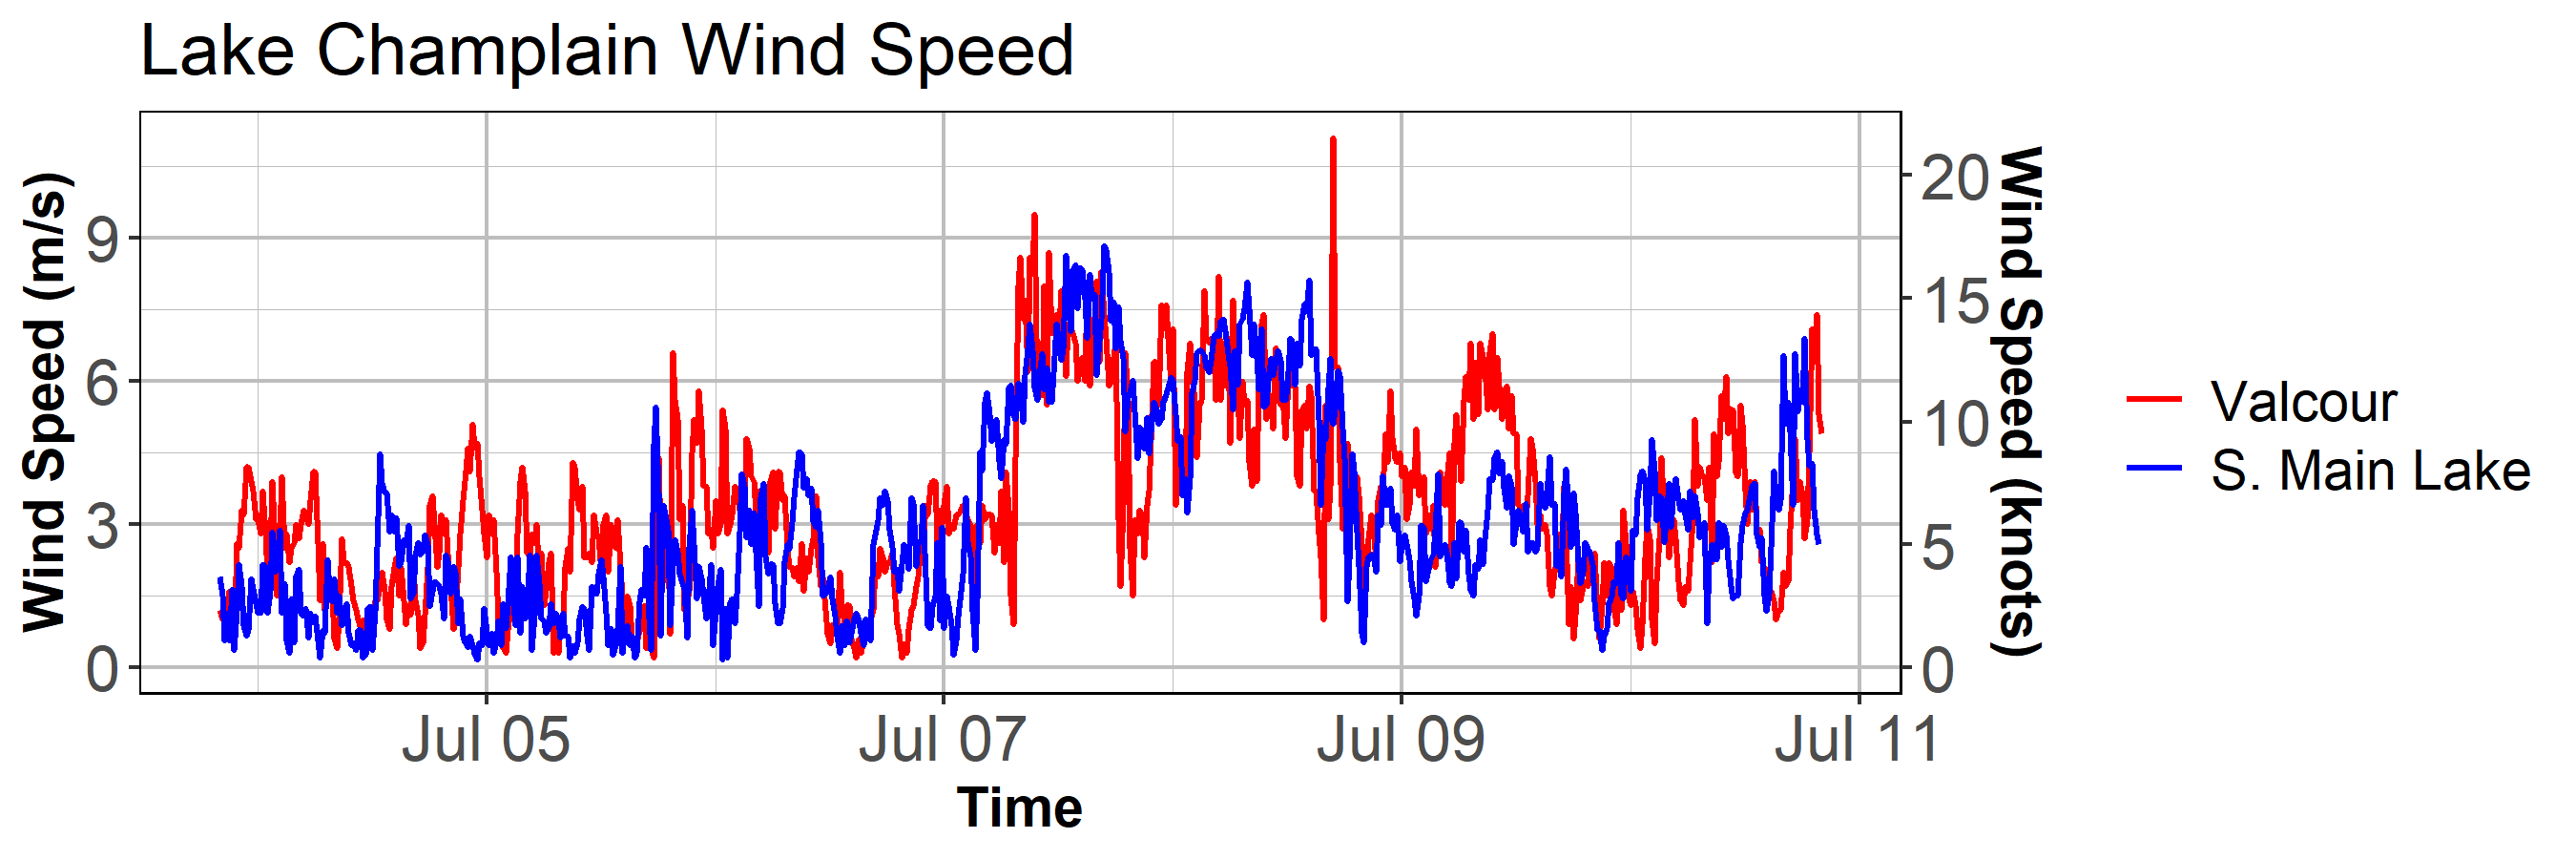 Lake Champlain Wind Speed
Wind Speed (m/s)
9
6
3
0
20
15
10
5
0
Wind Speed (knots)
Jul 05
Jul 07
Jul 09
Jul 11
Time
Valcour
S. Main Lake